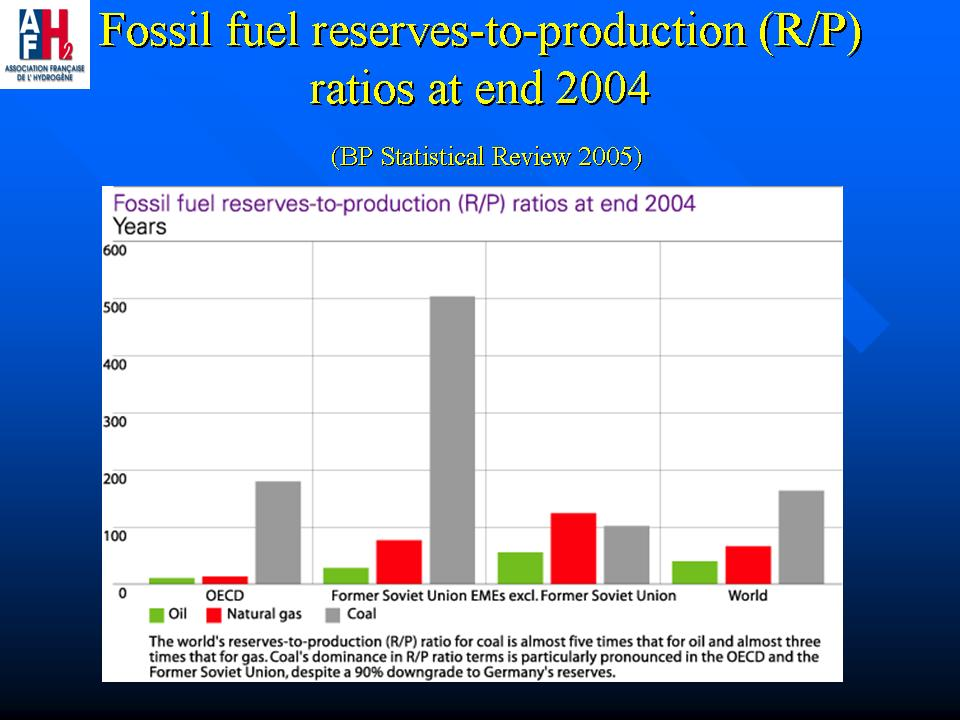 AFH2
ASSOCIATION FRANÇAISE
DE L'HYDROGÈNE
Fossil fuel reserves-to-production (R/P)
ratios at end 2004
(BP Statistical Review 2005)
Fossil fuel reserves-to-production (R/P) ratios at end 2004
Years
600
500
400
300
200
100
0
OECD Former Soviet Union EMEs excl. Former Soviet Union World
Oil Natural gas Coal
The world's reserves-to-production (R/P) ratio for coal is almost five times that for oil and almost three
times that for gas. Coal's dominance in R/P ratio terms is particularly pronounced in the OECD and the
Former Soviet Union, despite a 90% downgrade to Germany's reserves.